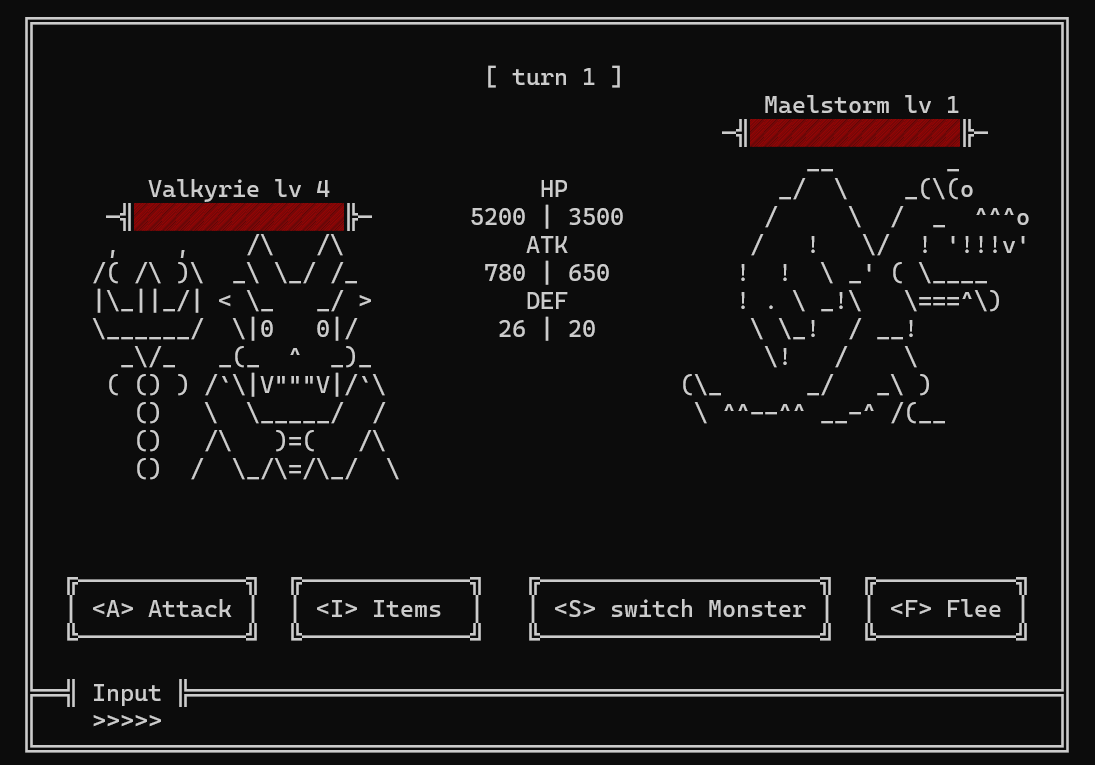 [ turn 1 ]
Maelstorm lv 1
Valkyrie lv 4
HP
5200 | 3500
ATK
780 | 650
DEF
26 | 20
<A> Attack
<I> Items
<S> switch Monster
<F> Flee
Input
>>>>>